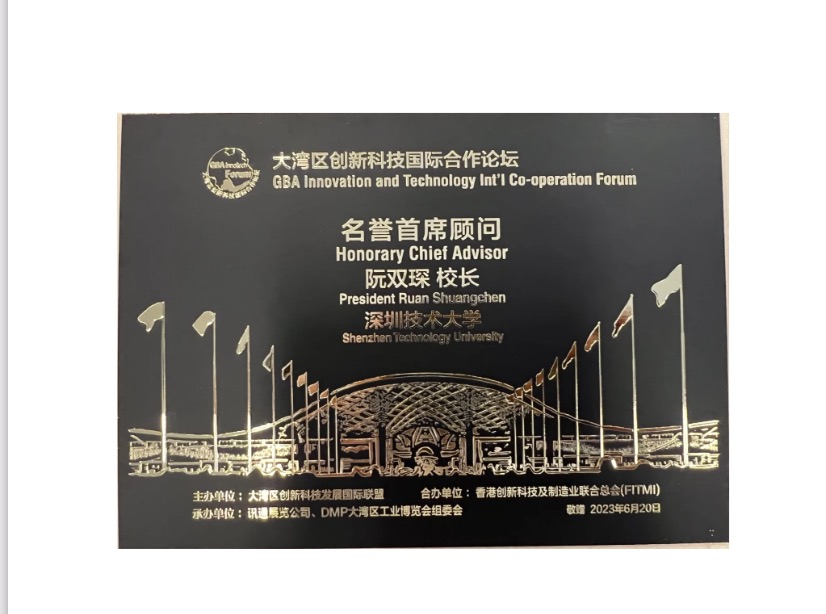 GBA Innotech
Forum
大湾区创新科技国际合作论坛
GBA Innovation and Technology Int'l Co-operation Forum
名誉首席顾问
Honorary Chief Advisor
阮双琛 校长
President Ruan Shuangchen
深圳技术大学
Shenzhen Technology University
主办单位：大湾区创新科技发展国际联盟 合办单位：香港创新科技及制造业联合总会(FITMI)
承办单位：讯通展览公司、DMP大湾区工业博览会组委会 敬赠 2023年6月20日